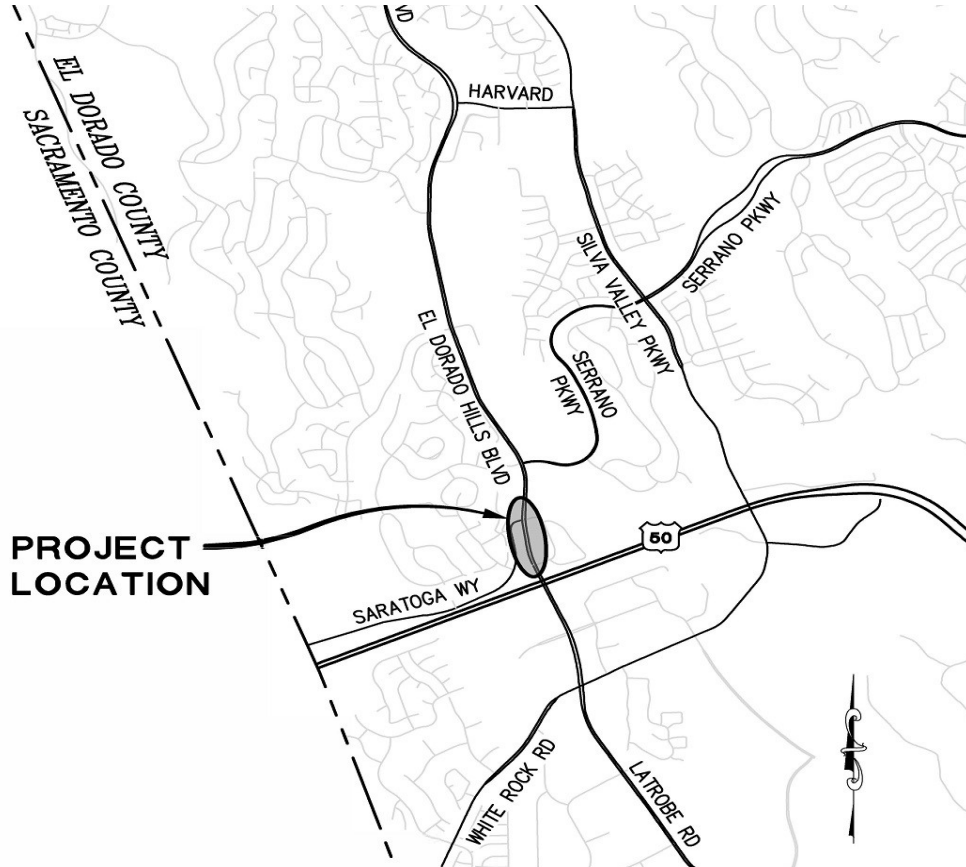 VD
HARVARD
EL DORADO COUNTY
SACRAMENTO COUNTY
SERRANO PKWY
SILVA VALLEY PKWY
EL DORADO HILLS BLVD
SERRANO
PKWY
50
PROJECT
LOCATION
SARATOGA WY
WHITE ROCK RD
LATROBE RD